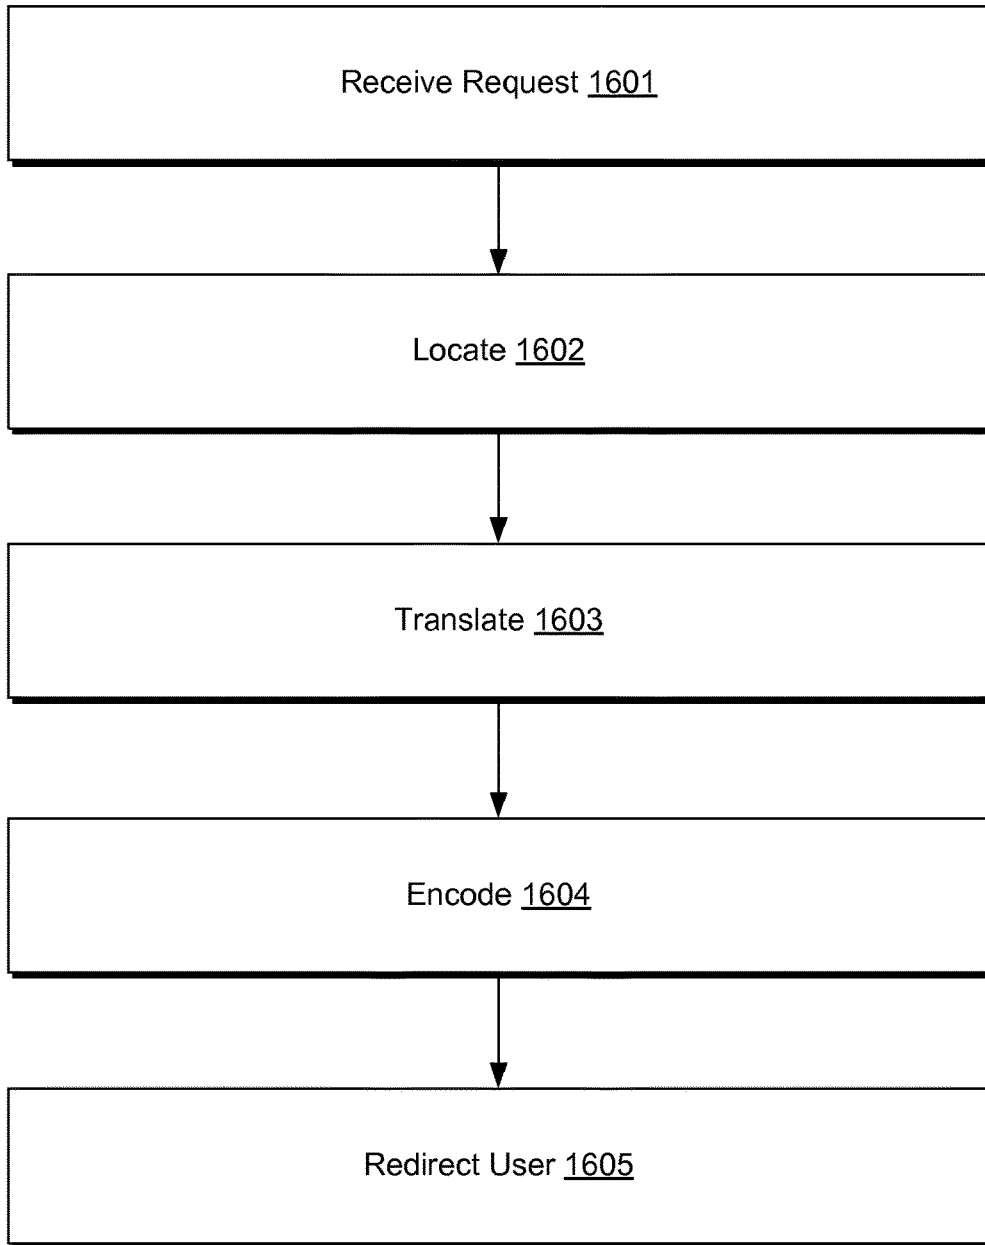 Receive Request 1601
Locate 1602
Translate 1603
Encode 1604
Redirect User 1605